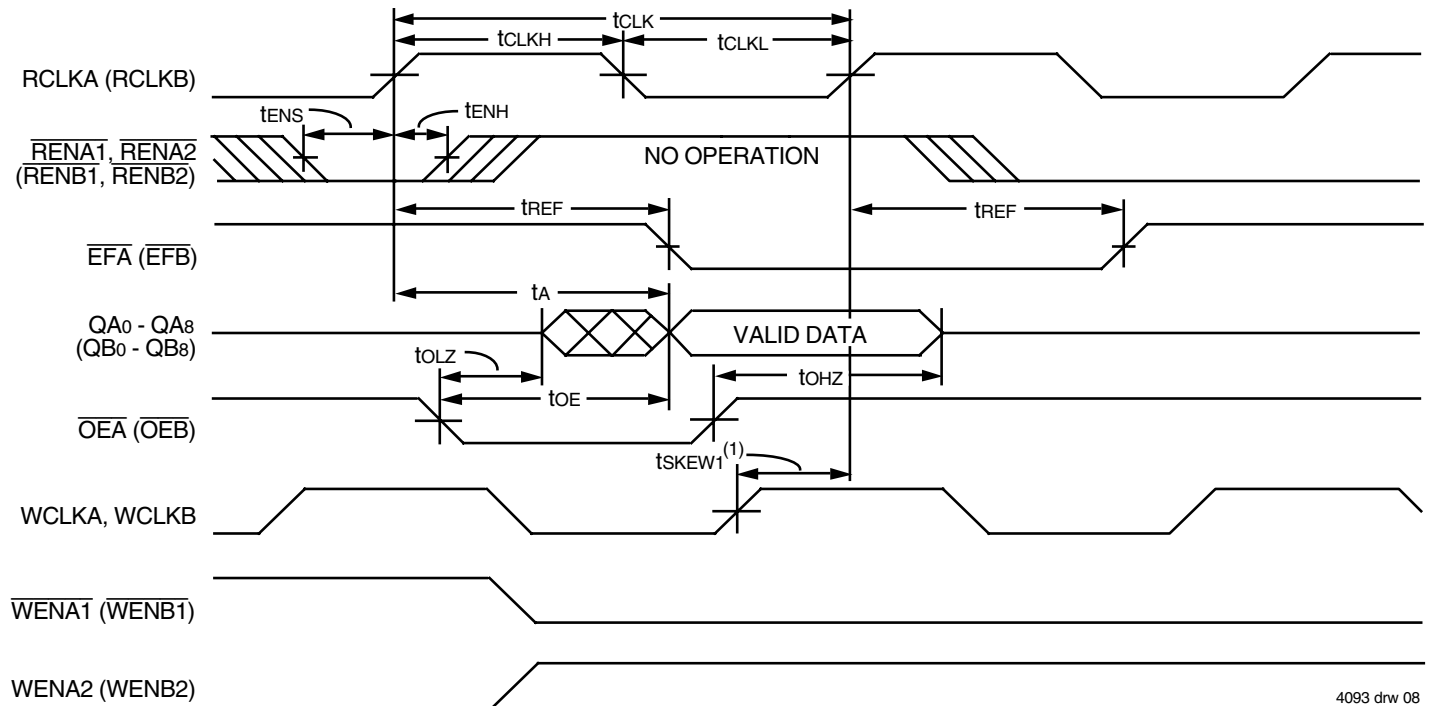 tCLK
tCLKH
tCLKL
RCLKA (RCLKB)
tENS
tENH
RENA1, RENA2
(RENB1, RENB2)
NO OPERATION
tREF
tREF
EFA (EFB)
tA
QA0 - QA8
(QB0 - QB8)
VALID DATA
tOLZ
tOHZ
tOE
OEA (OEB)
tSKEW1(1)
WCLKA, WCLKB
WENA1 (WENB1)
WENA2 (WENB2)
4093 drw 08